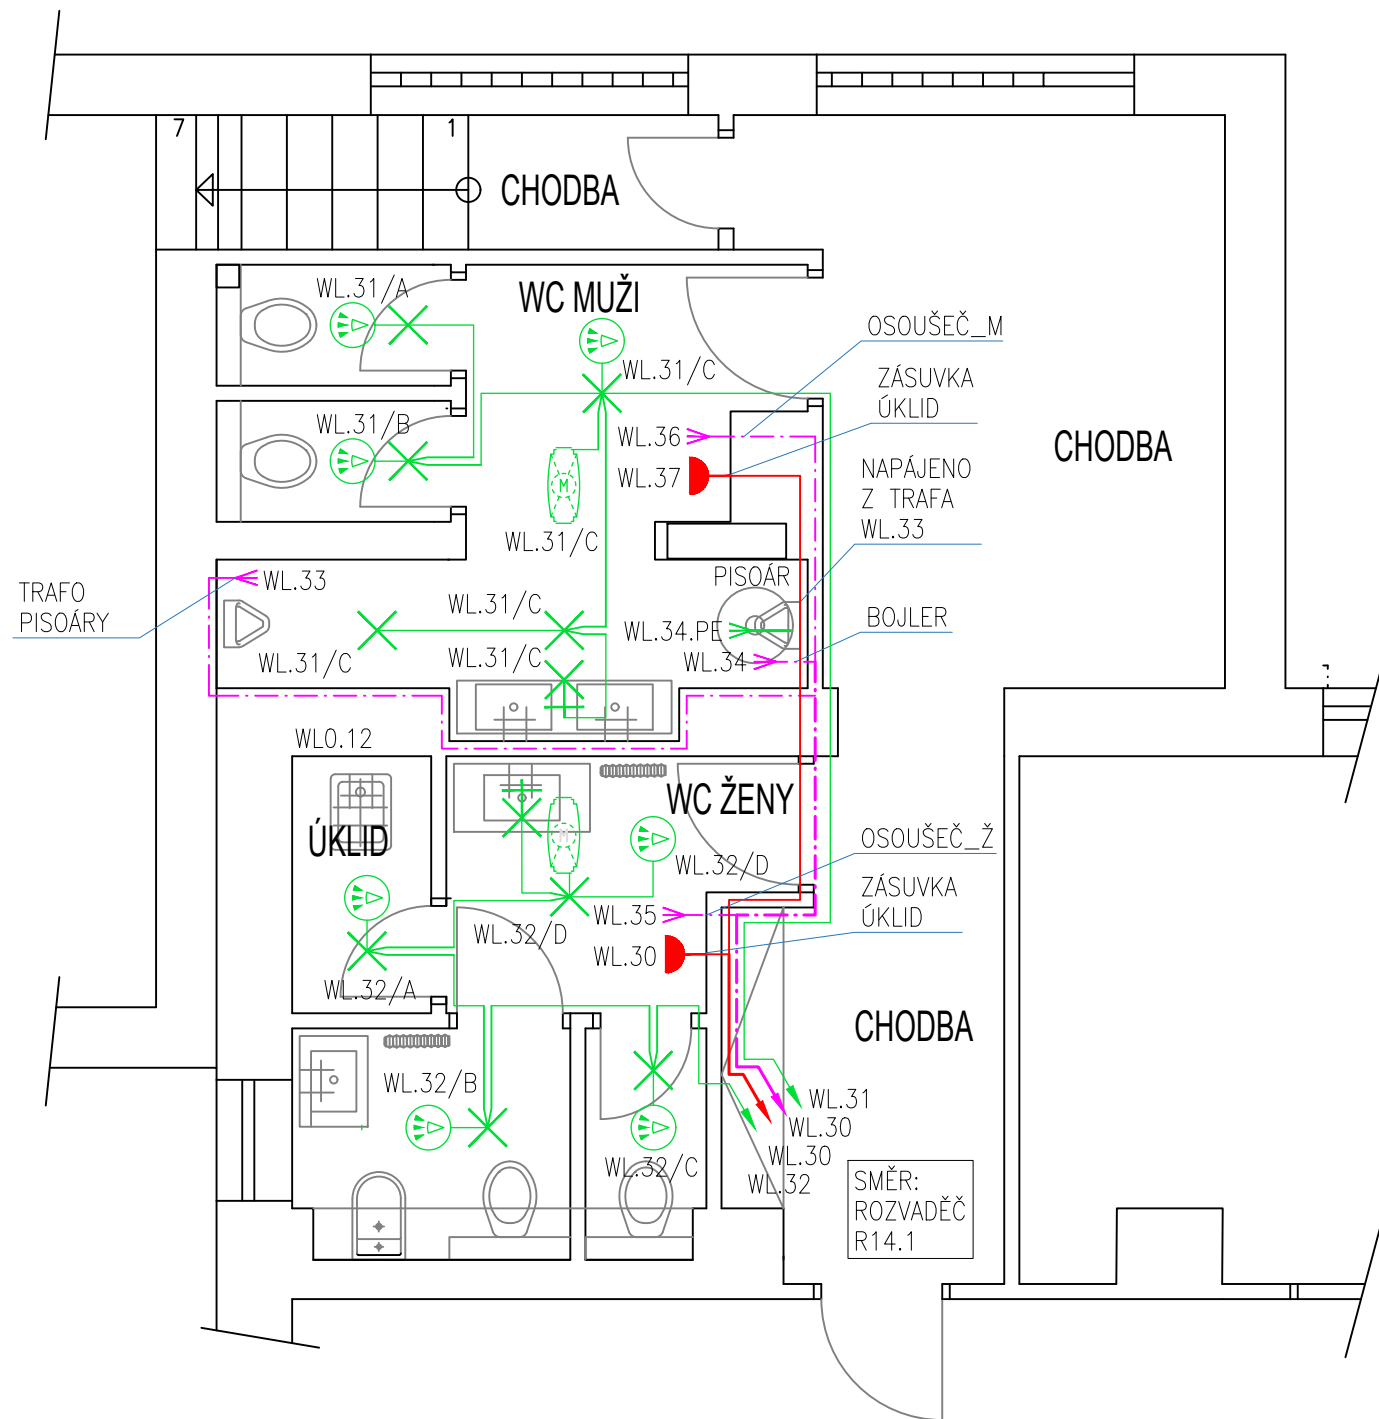 7
1
CHODBA
WL.31/A
WC MUŽI
OSOUŠEČ_M
WL.31/C
ZÁSUVKA
ÚKLID
WL.31/B
WL.36
CHODBA
WL.37
NAPÁJENO
Z TRAFA
WL.33
M
WL.31/C
WL.33
PISOÁR
TRAFO
PISOÁRY
WL.31/C
BOJLER
WL.34.PE
WL.31/C
WL.31/C
WL.34
WL0.12
WC ŽENY
ÚKLID
M
OSOUŠEČ_Ž
WL.32/D
ZÁSUVKA
ÚKLID
WL.35
WL.32/D
WL.30
WL.32/A
CHODBA
WL.32/B
WL.31
WL.30
WL.30
WL.32/C
WL.32
SMĚR:
ROZVADĚČ
R14.1